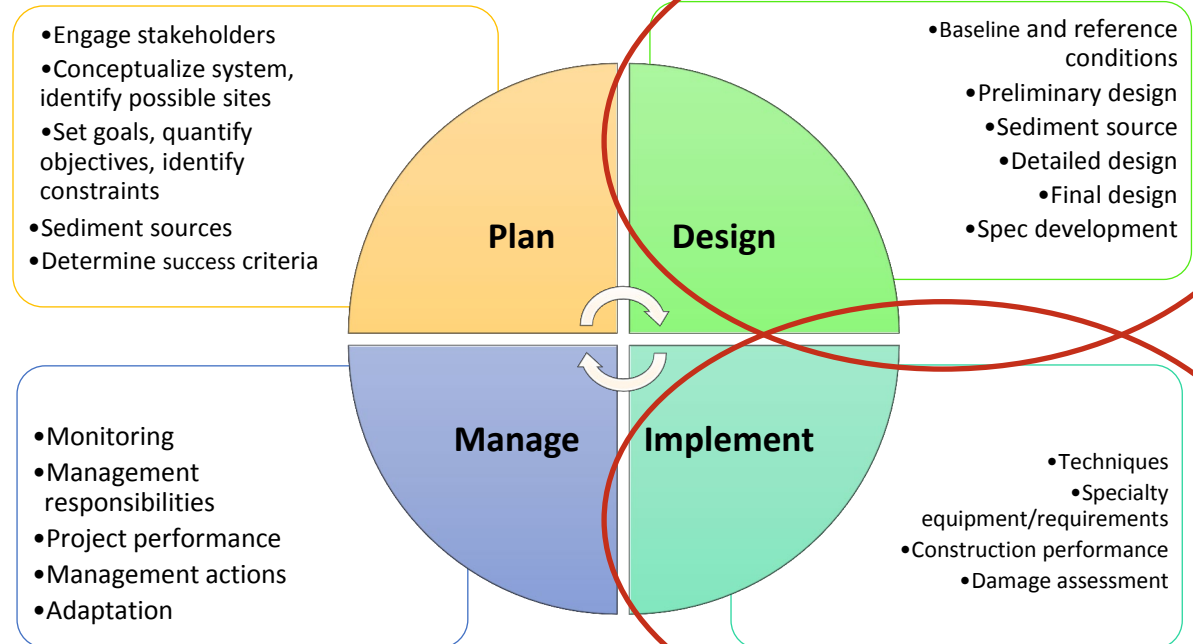 •Engage stakeholders
•Conceptualize system,
identify possible sites
•Set goals, quantify
objectives, identify
constraints
•Sediment sources
•Determine success criteria
•Baseline and reference
conditions
•Preliminary design
•Sediment source
•Detailed design
•Final design
•Spec development
Plan
Design
Manage
Implement
•Monitoring
•Management
responsibilities
•Project performance
•Management actions
•Adaptation
•Techniques
•Specialty
equipment/requirements
•Construction performance
•Damage assessment